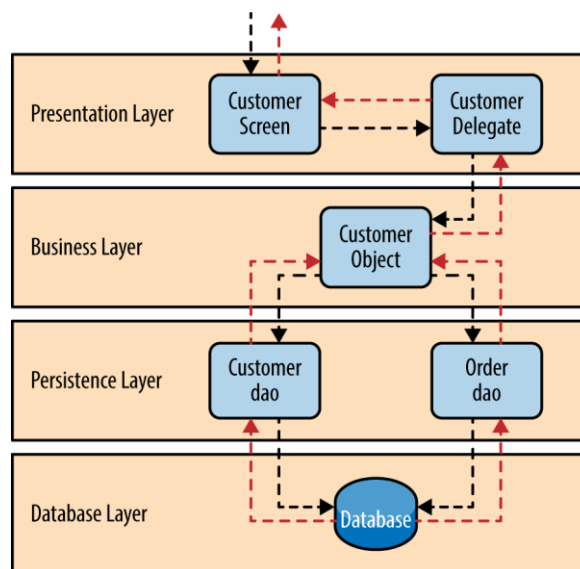 Presentation Layer
Customer
Screen
Customer
Delegate
Business Layer
Customer
Object
Persistence Layer
Customer
dao
Order
dao
Database Layer
Database